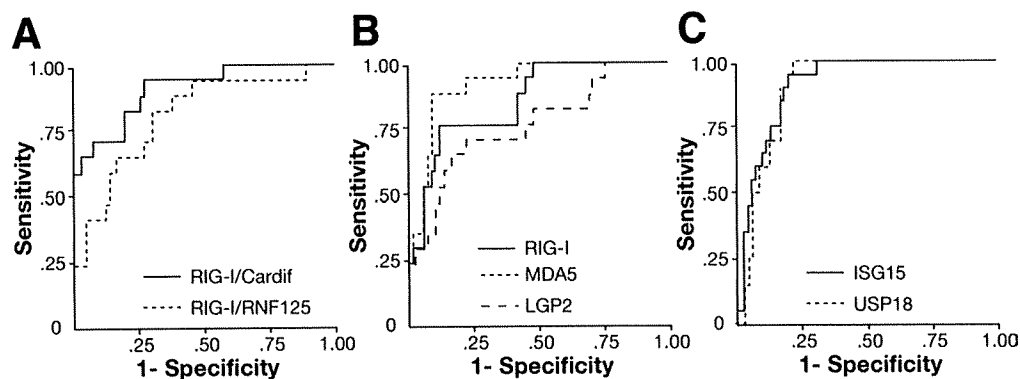 A
Sensitivity
1.00
.75
.50
.25
0
RIG-I/Cardif
RIG-I/RNF125
.25 .50 .75 1.00
1- Specificity
B
Sensitivity
1.00
.75
.50
.25
0
RIG-I
MDA5
LGP2
.25 .50 .75 1.00
1- Specificity
C
Sensitivity
1.00
.75
.50
.25
0
ISG15
USP18
.25 .50 .75 1.00
1- Specificity